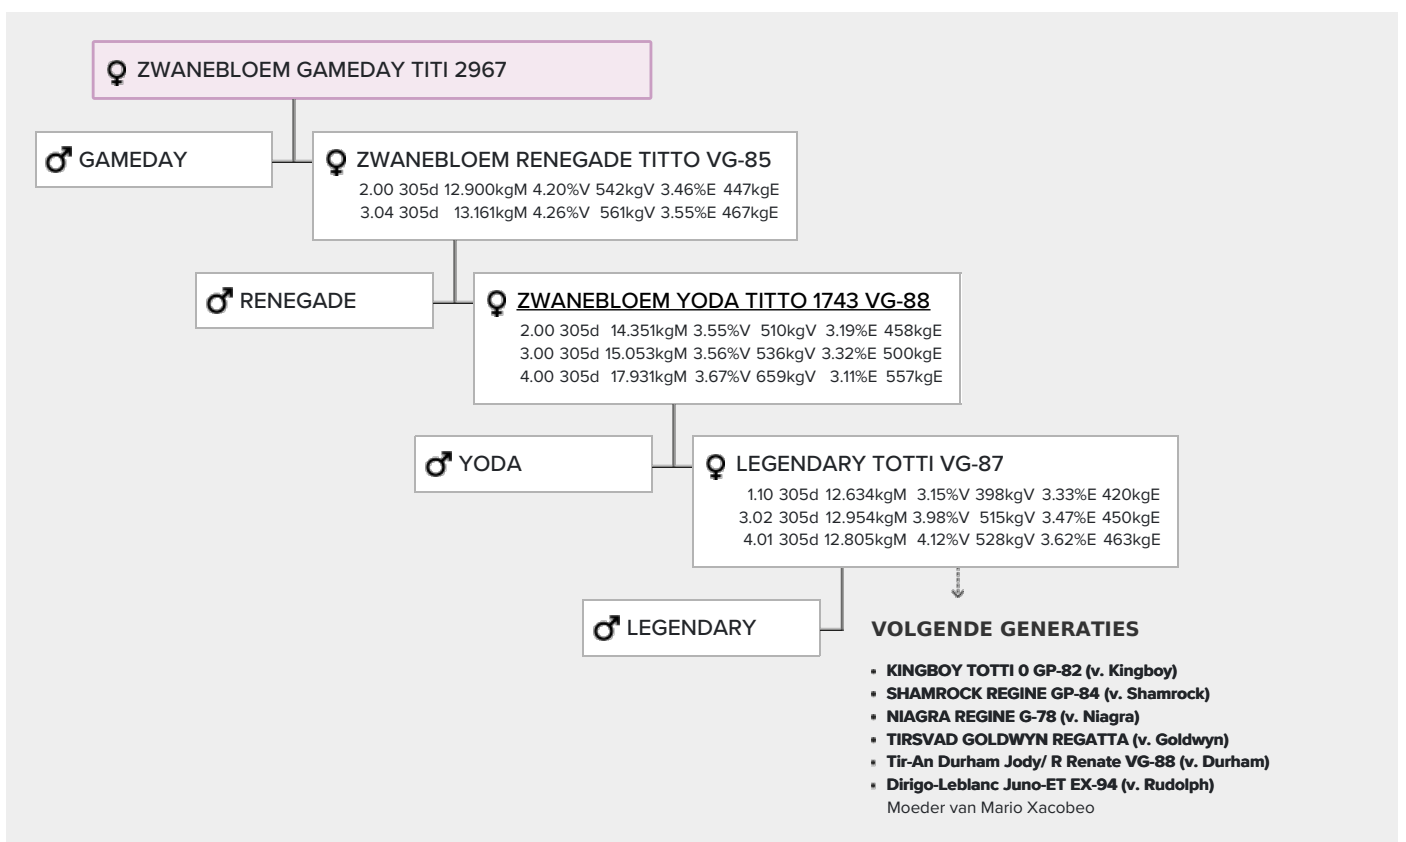 ZWANEBLOEM GAMEDAY TITI 2967
GAMEDAY
ZWANEBLOEM RENEGADE TITTO VG-85
2.00 305d 12.900kgM 4.20%V 542kgV 3.46%E 447kgE
3.04 305d 13.161kgM 4.26%V 561kgV 3.55%E 467kgE
RENEGADE
ZWANEBLOEM YODA TITTO 1743 VG-88
2.00 305d 14.351kgM 3.55%V 510kgV 3.19%E 458kgE
3.00 305d 15.053kgM 3.56%V 536kgV 3.32%E 500kgE
4.00 305d 17.931kgM 3.67%V 659kgV 3.11%E 557kgE
YODA
LEGENDARY TOTTI VG-87
1.10 305d 12.634kgM 3.15%V 398kgV 3.33%E 420kgE
3.02 305d 12.954kgM 3.98%V 515kgV 3.47%E 450kgE
4.01 305d 12.805kgM 4.12%V 528kgV 3.62%E 463kgE
LEGENDARY
VOLGENDE GENERATIES
• KINGBOY TOTTI 0 GP-82 (v. Kingboy)
• SHAMROCK REGINE GP-84 (v. Shamrock)
• NIAGRA REGINE G-78 (v. Niagra)
• TIRSVAD GOLDWYN REGATTA (v. Goldwyn)
• Tir-An Durham Jody/ R Renate VG-88 (v. Durham)
• Dirigo-Leblanc Juno-ET EX-94 (v. Rudolph)
Moeder van Mario Xacobeo